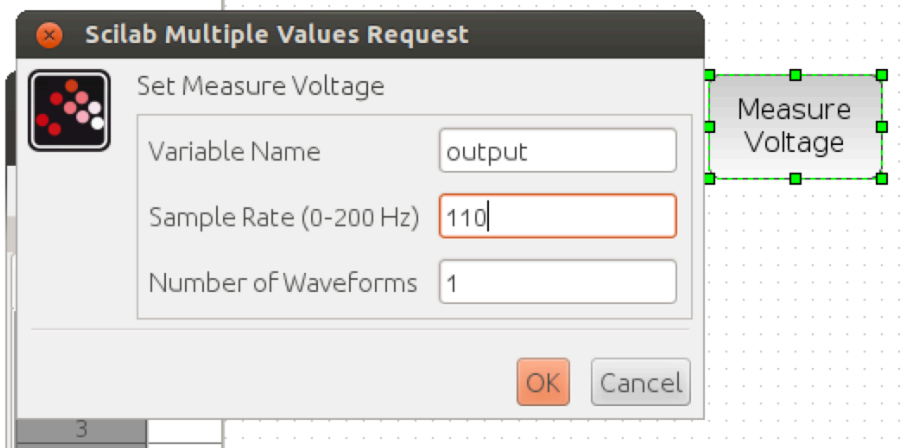 Scilab Multiple Values Request
Set Measure Voltage
Variable Name
output
Sample Rate (0-200 Hz)
110
Number of Waveforms
1
OK
Cancel
Measure
Voltage
3